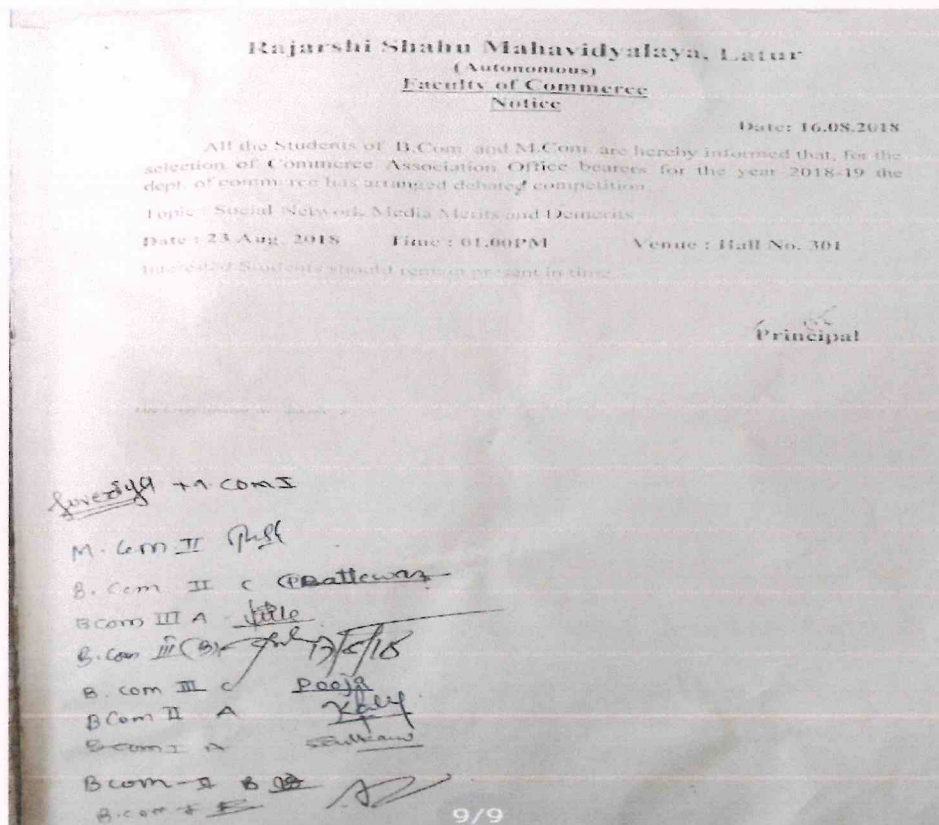 Rajarshi Shahu Mahavidyalaya, Latur
(Autonomous)
Faculty of Commerce
Notice
Date: 16.08.2018
All the Students of B.Com. and M.Com. are hereby informed that, for the
selection of Commerce Association Office bearers for the year 2018-19 the
dept. of commerce has arranged debate competition.
Topic : Social Network Media Merits and Demerits
Date : 23 Aug. 2018 Time : 01.00PM Venue : Hall No. 301
Interested Students should remain present in time.
Principal
M.Com I
M. Com II
B. Com II C
BCom III A
B.Com III (B)
B. Com III C Pooja
BCom II A
B com I A
Bcom - II B
B.com - I
9/9